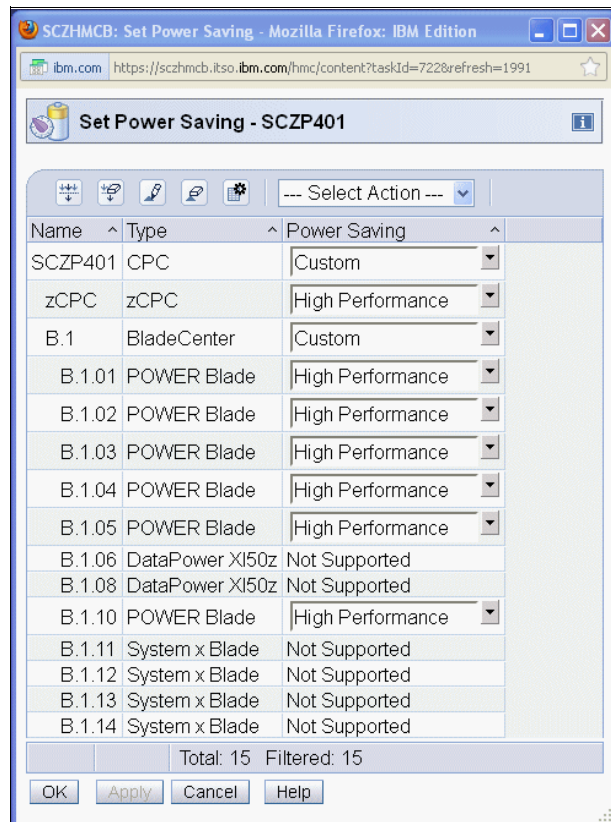 SCZHMCB: Set Power Saving - Mozilla Firefox: IBM Edition
ibm.com https://sczhmcb.itso.ibm.com/hmc/content?taskId=722&refresh=1991
Set Power Saving - SCZP401
--- Select Action ---
Name Type Power Saving
SCZP401 CPC Custom
zCPC zCPC High Performance
B.1 BladeCenter Custom
B.1.01 POWER Blade High Performance
B.1.02 POWER Blade High Performance
B.1.03 POWER Blade High Performance
B.1.04 POWER Blade High Performance
B.1.05 POWER Blade High Performance
B.1.06 DataPower XI50z Not Supported
B.1.08 DataPower XI50z Not Supported
B.1.10 POWER Blade High Performance
B.1.11 System x Blade Not Supported
B.1.12 System x Blade Not Supported
B.1.13 System x Blade Not Supported
B.1.14 System x Blade Not Supported
Total: 15 Filtered: 15
OK Apply Cancel Help